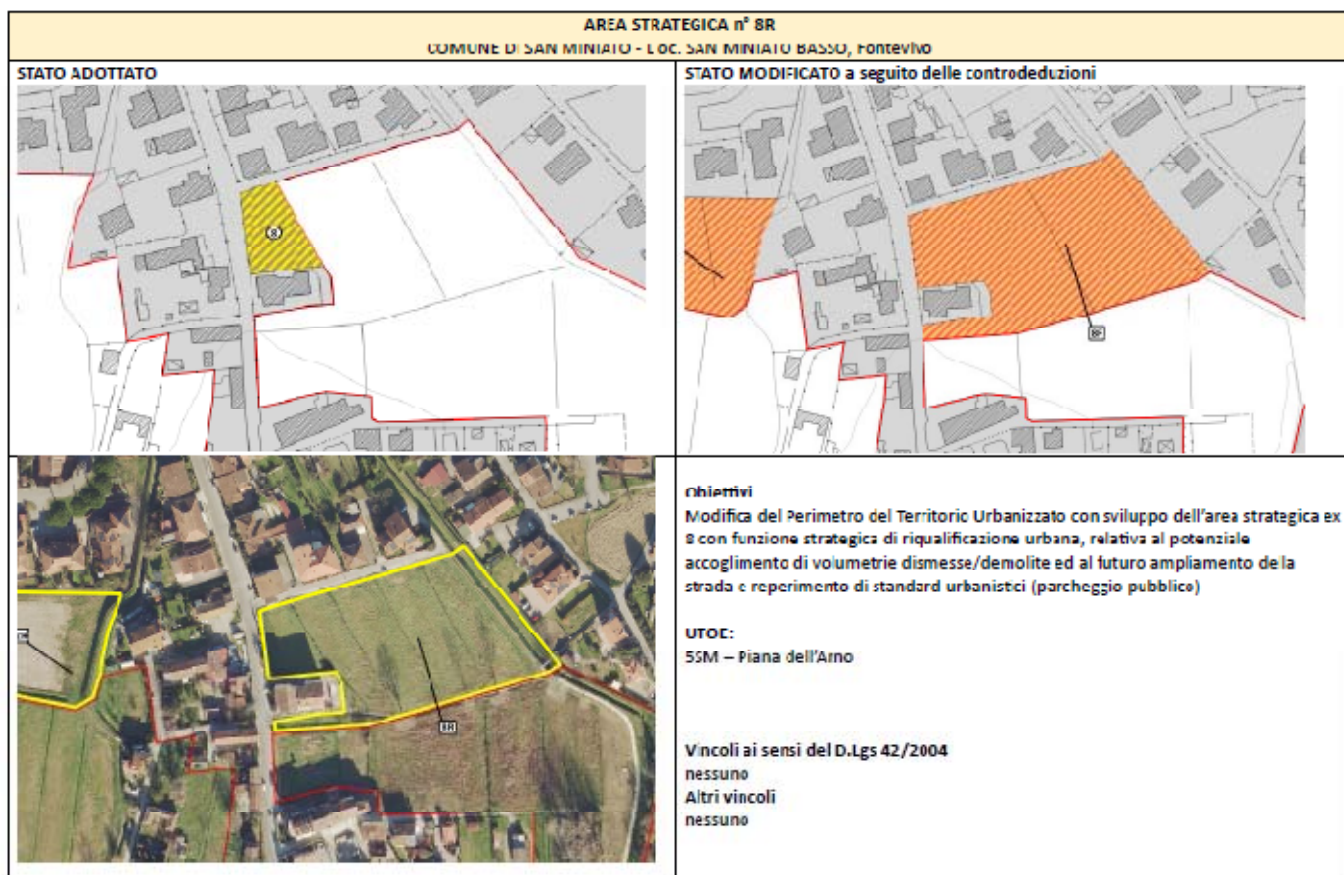 AREA STRATEGICA n° 8R
COMUNE DI SAN MINIATO - Loc. SAN MINIATO BASSO, Fontevivo
STATO ADOTTATO
STATO MODIFICATO a seguito delle controdeduzioni
8
8R
8R
Obiettivi
Modifica del Perimetro del Territorio Urbanizzato con sviluppo dell'area strategica ex
8 con funzione strategica di riqualificazione urbana, relativa al potenziale
accoglimento di volumetrie dismesse/demolite ed al futuro ampliamento della
strada e reperimento di standard urbanistici (parcheggio pubblico)
UTOE:
5SM – Piana dell'Arno
Vincoli ai sensi del D.Lgs 42/2004
nessuno
Altri vincoli
nessuno